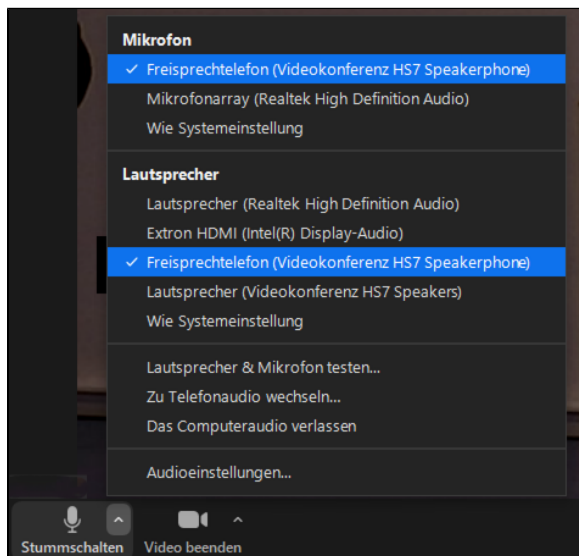 Mikrofon
Freisprechtelefon (Videokonferenz HS7 Speakerphone)
Mikrofonarray (Realtek High Definition Audio)
Wie Systemeinstellung
Lautsprecher
Lautsprecher (Realtek High Definition Audio)
Extron HDMI (Intel(R) Display-Audio)
Freisprechtelefon (Videokonferenz HS7 Speakerphone)
Lautsprecher (Videokonferenz HS7 Speakers)
Wie Systemeinstellung
Lautsprecher & Mikrofon testen...
Zu Telefonaudio wechseln...
Das Computeraudio verlassen
Audioeinstellungen...
Stummschalten Video beenden